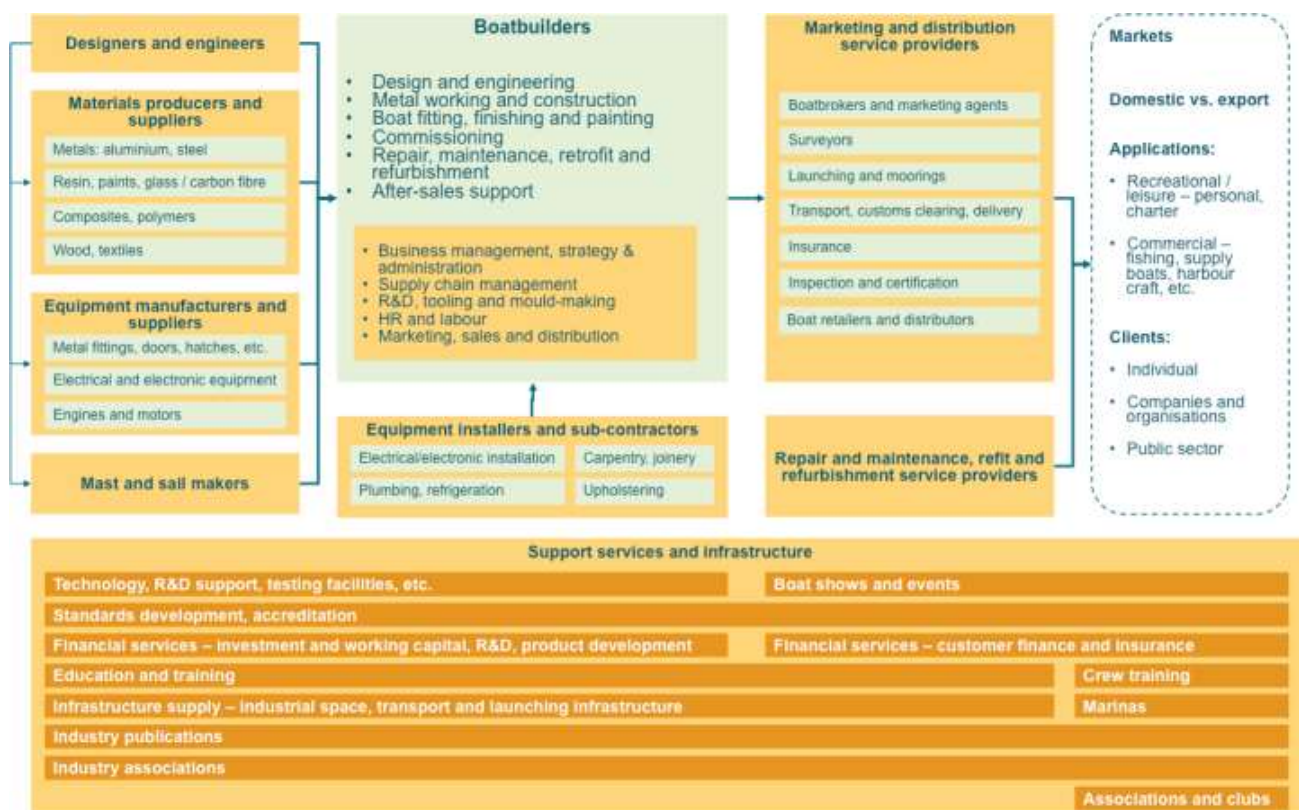 Designers and engineers
Materials producers and
suppliers
Metals: aluminium, steel
Resin, paints, glass / carbon fibre
Composites, polymers
Wood, textiles
Equipment manufacturers and
suppliers
Metal fittings, doors, hatches, etc.
Electrical and electronic equipment
Engines and motors
Mast and sail makers
Boatbuilders
• Design and engineering
• Metal working and construction
• Boat fitting, finishing and painting
• Commissioning
• Repair, maintenance, retrofit and
refurbishment
• After-sales support
• Business management, strategy &
administration
• Supply chain management
• R&D, tooling and mould-making
• HR and labour
• Marketing, sales and distribution
Equipment installers and sub-contractors
Electrical/electronic installation
Carpentry, joinery
Plumbing, refrigeration
Upholstering
Marketing and distribution
service providers
Boatbrokers and marketing agents
Surveyors
Launching and moorings
Transport, customs clearing, delivery
Insurance
Inspection and certification
Boat retailers and distributors
Repair and maintenance, refit and
refurbishment service providers
Markets
Domestic vs. export
Applications:
• Recreational /
leisure – personal,
charter
• Commercial –
fishing, supply
boats, harbour
craft, etc.
Clients:
• Individual
• Companies and
organisations
• Public sector
Support services and infrastructure
Technology, R&D support, testing facilities, etc.
Boat shows and events
Standards development, accreditation
Financial services – investment and working capital, R&D, product development
Financial services – customer finance and insurance
Education and training
Crew training
Infrastructure supply – industrial space, transport and launching infrastructure
Marinas
Industry publications
Industry associations
Associations and clubs